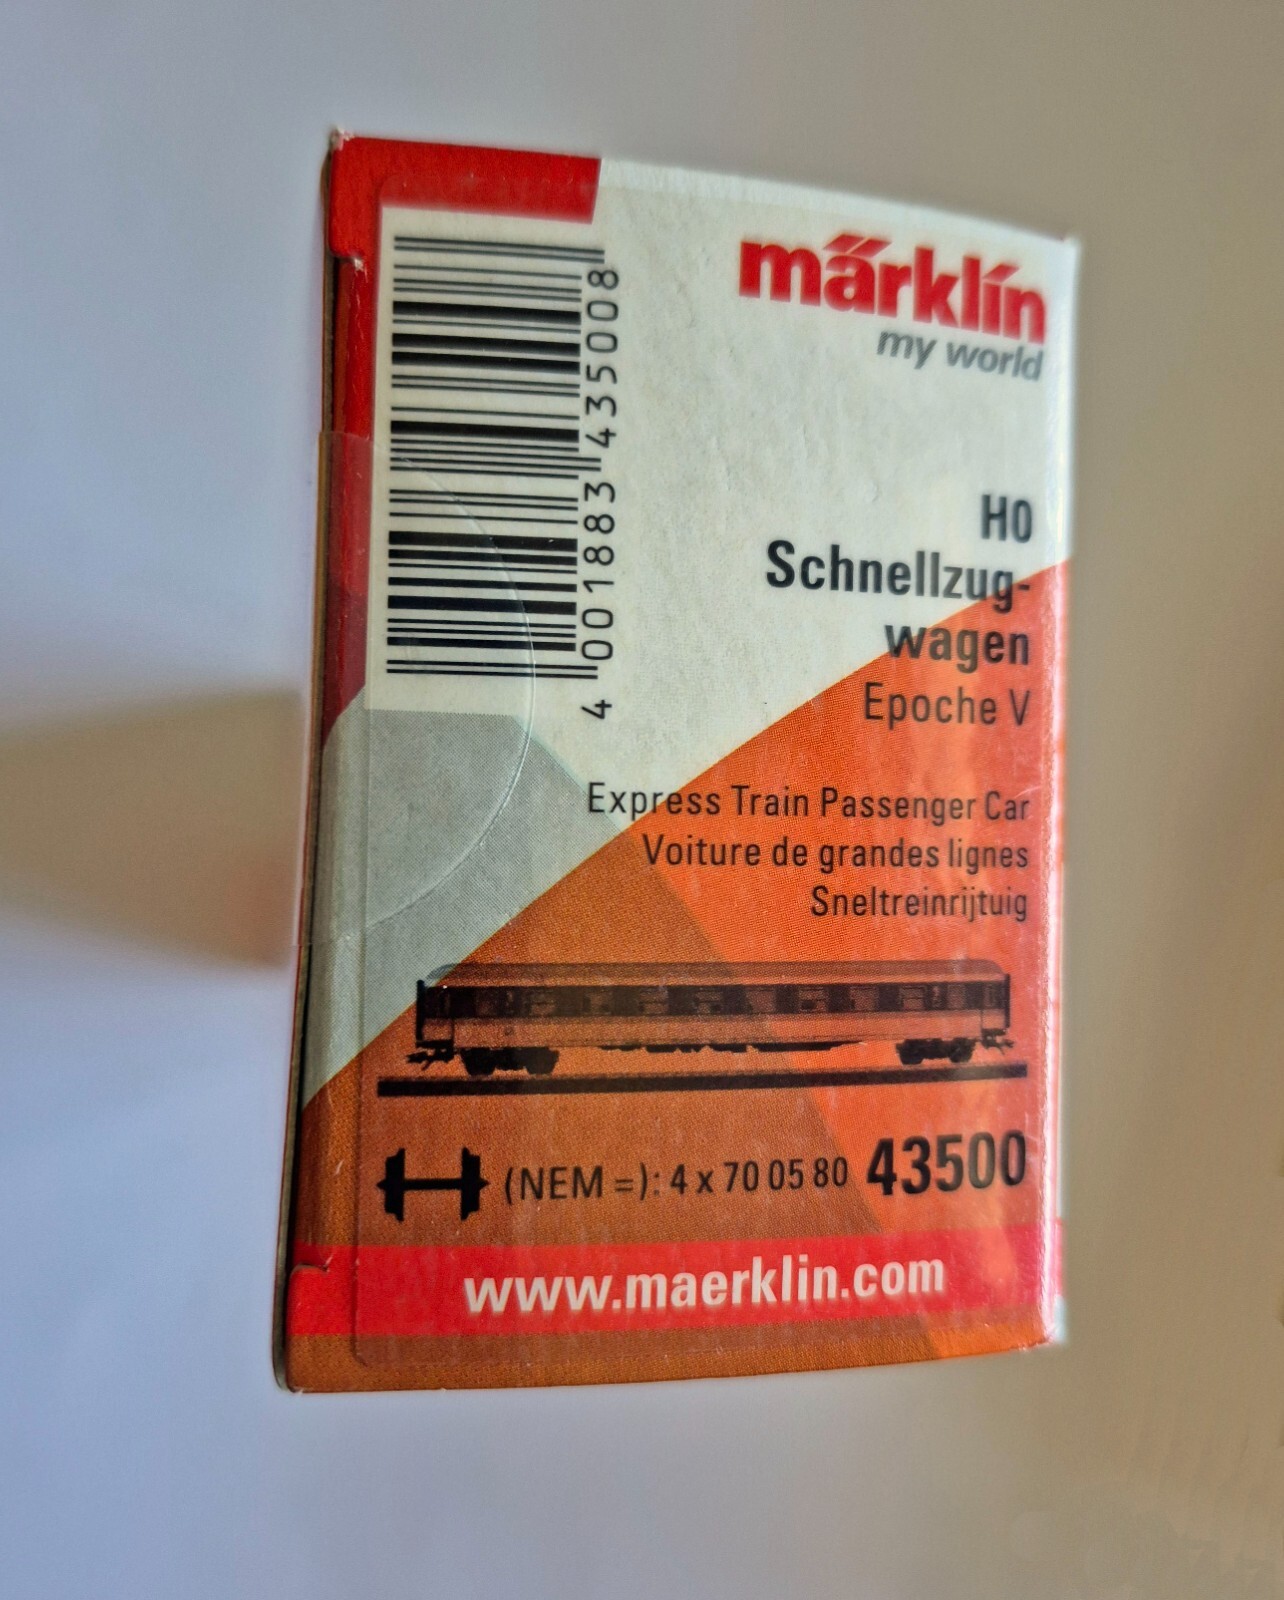 märklin
my world
4 001883 435008
H0
Schnellzug-
wagen
Epoche V
Express Train Passenger Car
Voiture de grandes lignes
Sneltreinrijtuig
(NEM =): 4 x 70 05 80 43500
www.maerklin.com